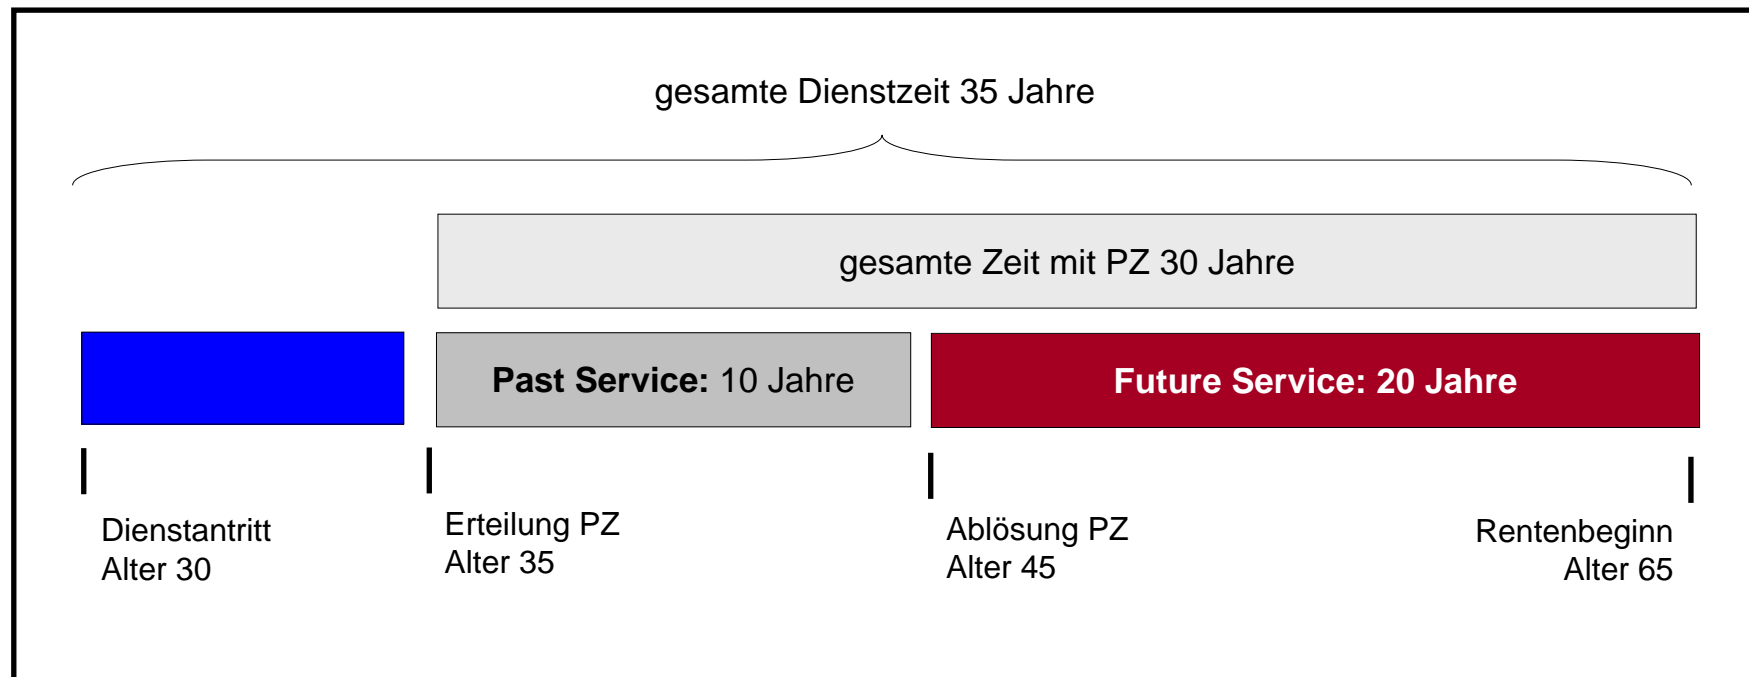 gesamte Dienstzeit 35 Jahre
gesamte Zeit mit PZ 30 Jahre
Past Service: 10 Jahre
Future Service: 20 Jahre
Dienstantritt
Alter 30
Erteilung PZ
Alter 35
Ablösung PZ
Alter 45
Rentenbeginn
Alter 65